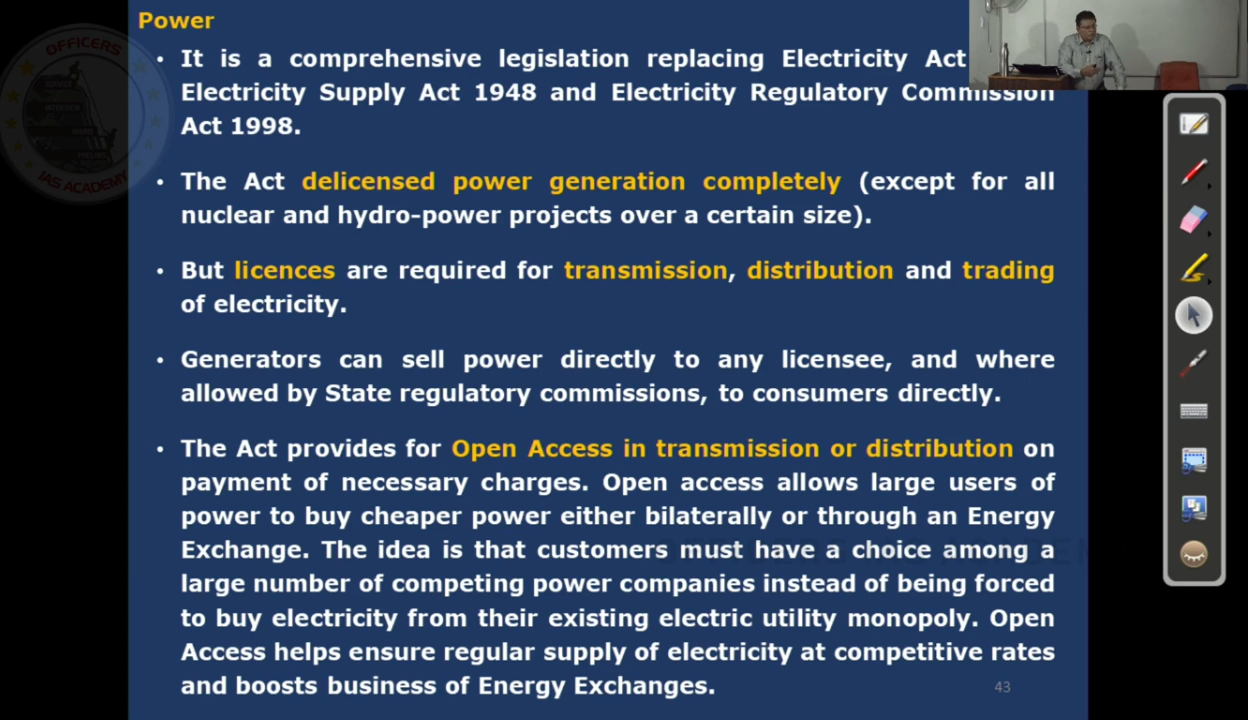 Power
• It is a comprehensive legislation replacing Electricity Act
Electricity Supply Act 1948 and Electricity Regulatory Commission
Act 1998.
• The Act delicensed power generation completely (except for all
nuclear and hydro-power projects over a certain size).
• But licences are required for transmission, distribution and trading
of electricity.
• Generators can sell power directly to any licensee, and where
allowed by State regulatory commissions, to consumers directly.
• The Act provides for Open Access in transmission or distribution on
payment of necessary charges. Open access allows large users of
power to buy cheaper power either bilaterally or through an Energy
Exchange. The idea is that customers must have a choice among a
large number of competing power companies instead of being forced
to buy electricity from their existing electric utility monopoly. Open
Access helps ensure regular supply of electricity at competitive rates
and boosts business of Energy Exchanges.
43
OFFICERS
IAS ACADEMY
OFFICERS IAS ACADEM